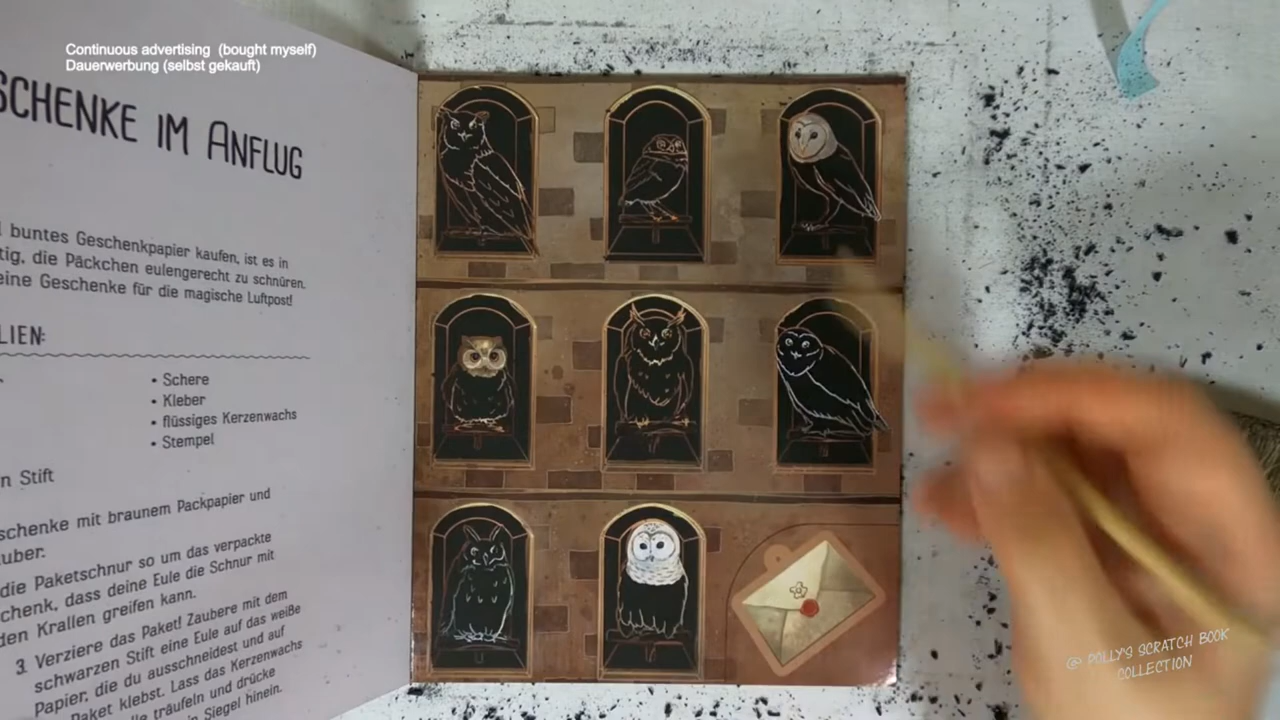 Continuous advertising (bought myself)
Dauerwerbung (selbst gekauft)
SCHENKE IM ANFLUG
buntes Geschenkpapier kaufen, ist es in
tig, die Päckchen eulengerecht zu schnüren.
eine Geschenke für die magische Luftpost!
LIEN:
• Schere
• Kleber
• flüssiges Kerzenwachs
• Stempel
n Stift
schenke mit braunem Packpapier und
uber.
die Paketschnur so um das verpackte
chenk, dass deine Eule die Schnur mit
den Krallen greifen kann.
3. Verziere das Paket! Zaubere mit dem
schwarzen Stift eine Eule auf das weiße
Papier, die du ausschneidest und auf
Paket klebst. Lass das Kerzenwachs
träufeln und drücke
Siegel hinein.
@ POLLY'S SCRATCH BOOK
COLLECTION